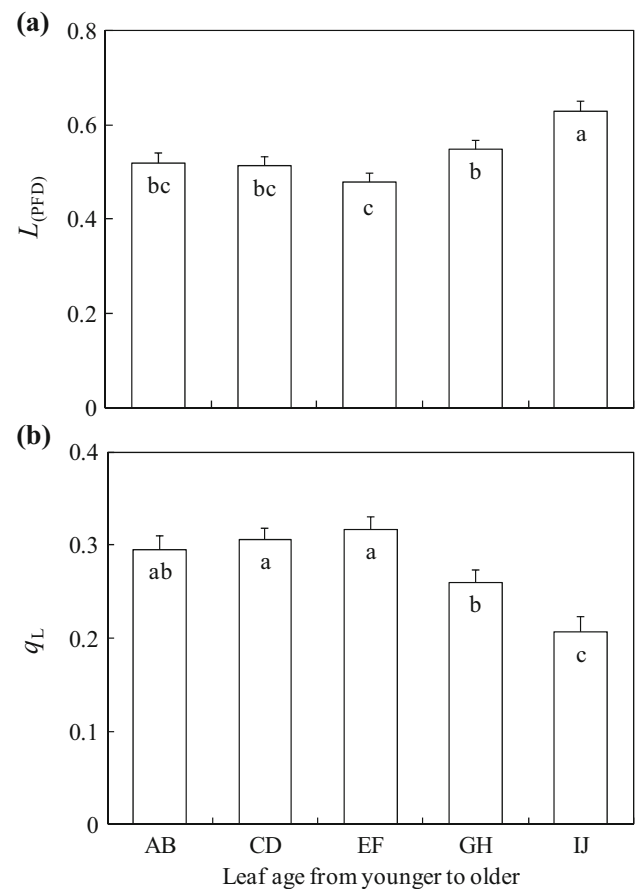 (a)
0.8
0.6
0.4
0.2
0
L(PFD)
bc
bc
c
b
a
(b)
0.4
0.3
0.2
0.1
0
qL
ab
a
a
b
c
AB CD EF GH IJ
Leaf age from younger to older